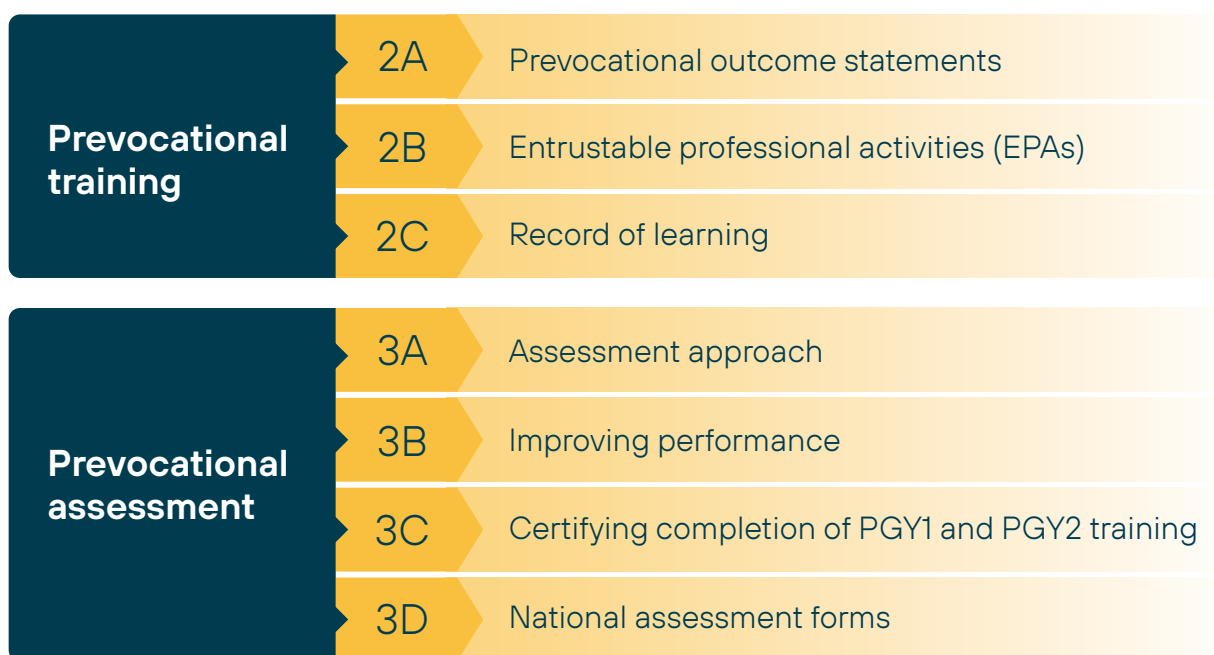 Prevocational
training
2A
Prevocational outcome statements
2B
Entrustable professional activities (EPAs)
2C
Record of learning
Prevocational
assessment
3A
Assessment approach
3B
Improving performance
3C
Certifying completion of PGY1 and PGY2 training
3D
National assessment forms